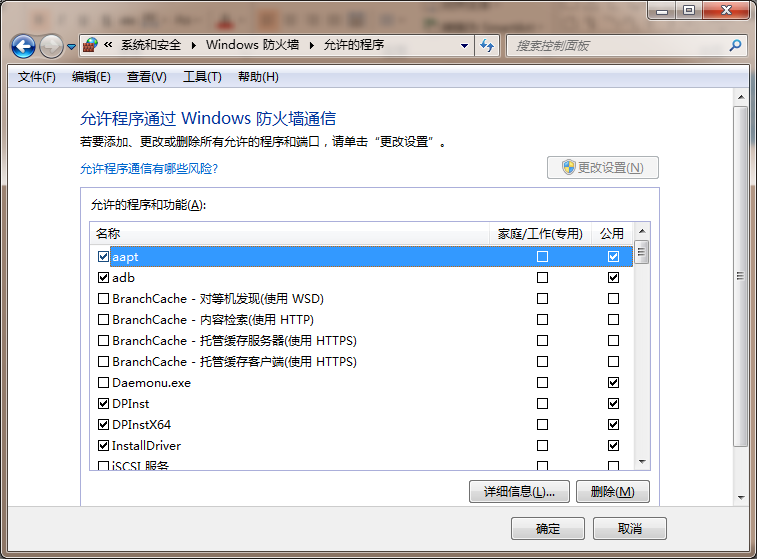 « 系统和安全 Windows 防火墙 允许的程序
搜索控制面板
文件(F) 编辑(E) 查看(V) 工具(T) 帮助(H)
允许程序通过 Windows 防火墙通信
若要添加、更改或删除所有允许的程序和端口，请单击“更改设置”。
允许程序通信有哪些风险?
更改设置(N)
允许的程序和功能(A):
名称 家庭/工作(专用) 公用
aapt
adb
BranchCache - 对等机发现(使用 WSD)
BranchCache - 内容检索(使用 HTTP)
BranchCache - 托管缓存服务器(使用 HTTPS)
BranchCache - 托管缓存客户端(使用 HTTPS)
Daemonu.exe
DPInst
DPInstX64
InstallDriver
iSCSI 服务
详细信息(L)... 删除(M)
确定 取消